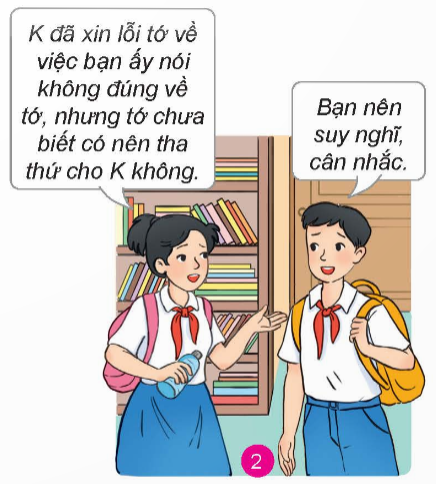 K đã xin lỗi tớ về
việc bạn ấy nói
không đúng về
tớ, nhưng tớ chưa
biết có nên tha
thứ cho K không.
Bạn nên
suy nghĩ,
cân nhắc.
2